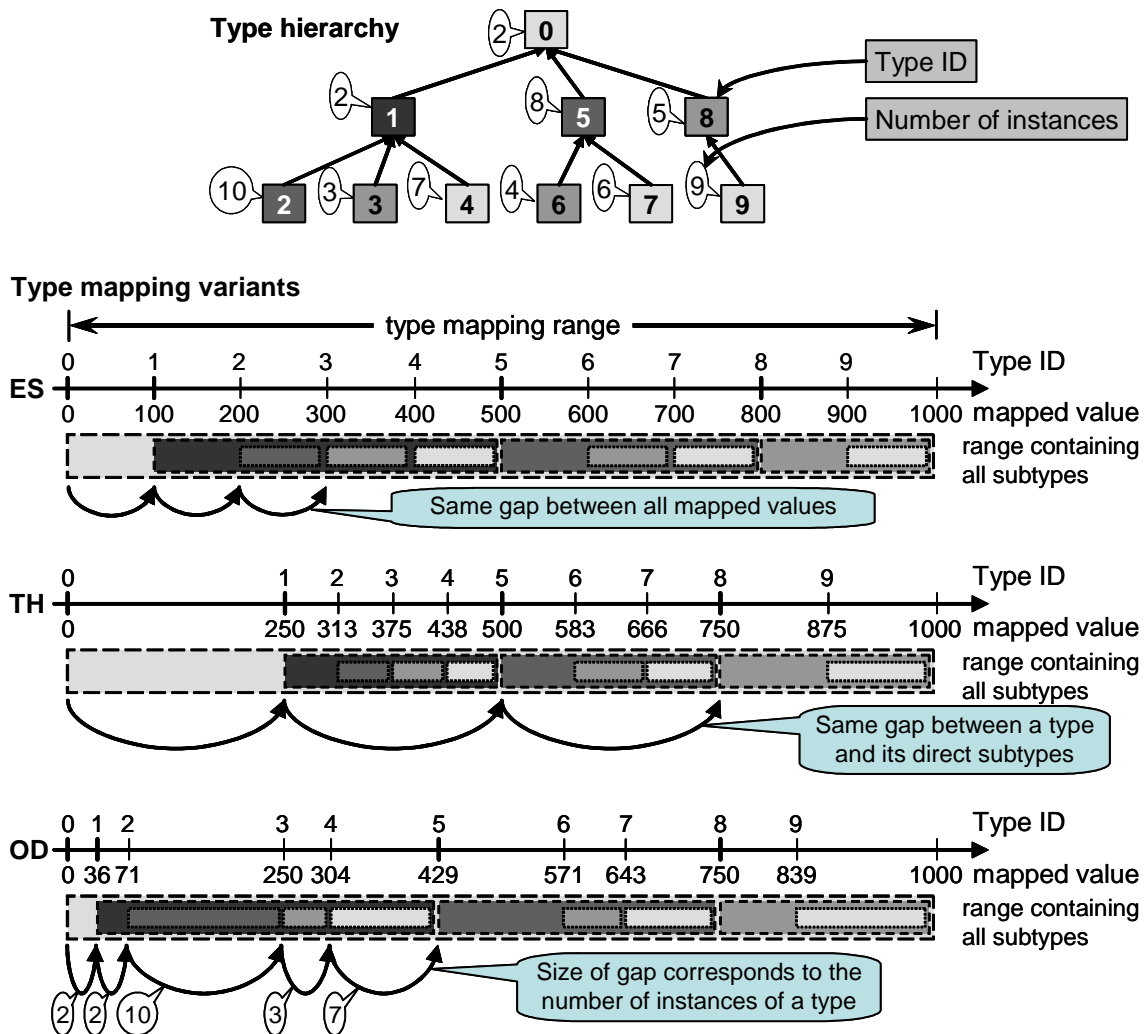 Type hierarchy
2 0
Type ID
2 1 8 5 5 8
Number of instances
10 2 3 3 7 4 4 6 6 7 9 9
Type mapping variants
type mapping range
0 1 2 3 4 5 6 7 8 9 Type ID
ES
0 100 200 300 400 500 600 700 800 900 1000 mapped value
range containing
all subtypes
Same gap between all mapped values
0 1 2 3 4 5 6 7 8 9 Type ID
TH
0 250 313 375 438 500 583 666 750 875 1000 mapped value
range containing
all subtypes
Same gap between a type
and its direct subtypes
0 1 2 3 4 5 6 7 8 9 Type ID
OD
0 36 71 250 304 429 571 643 750 839 1000 mapped value
range containing
all subtypes
Size of gap corresponds to the
number of instances of a type
2 2 10 3 7